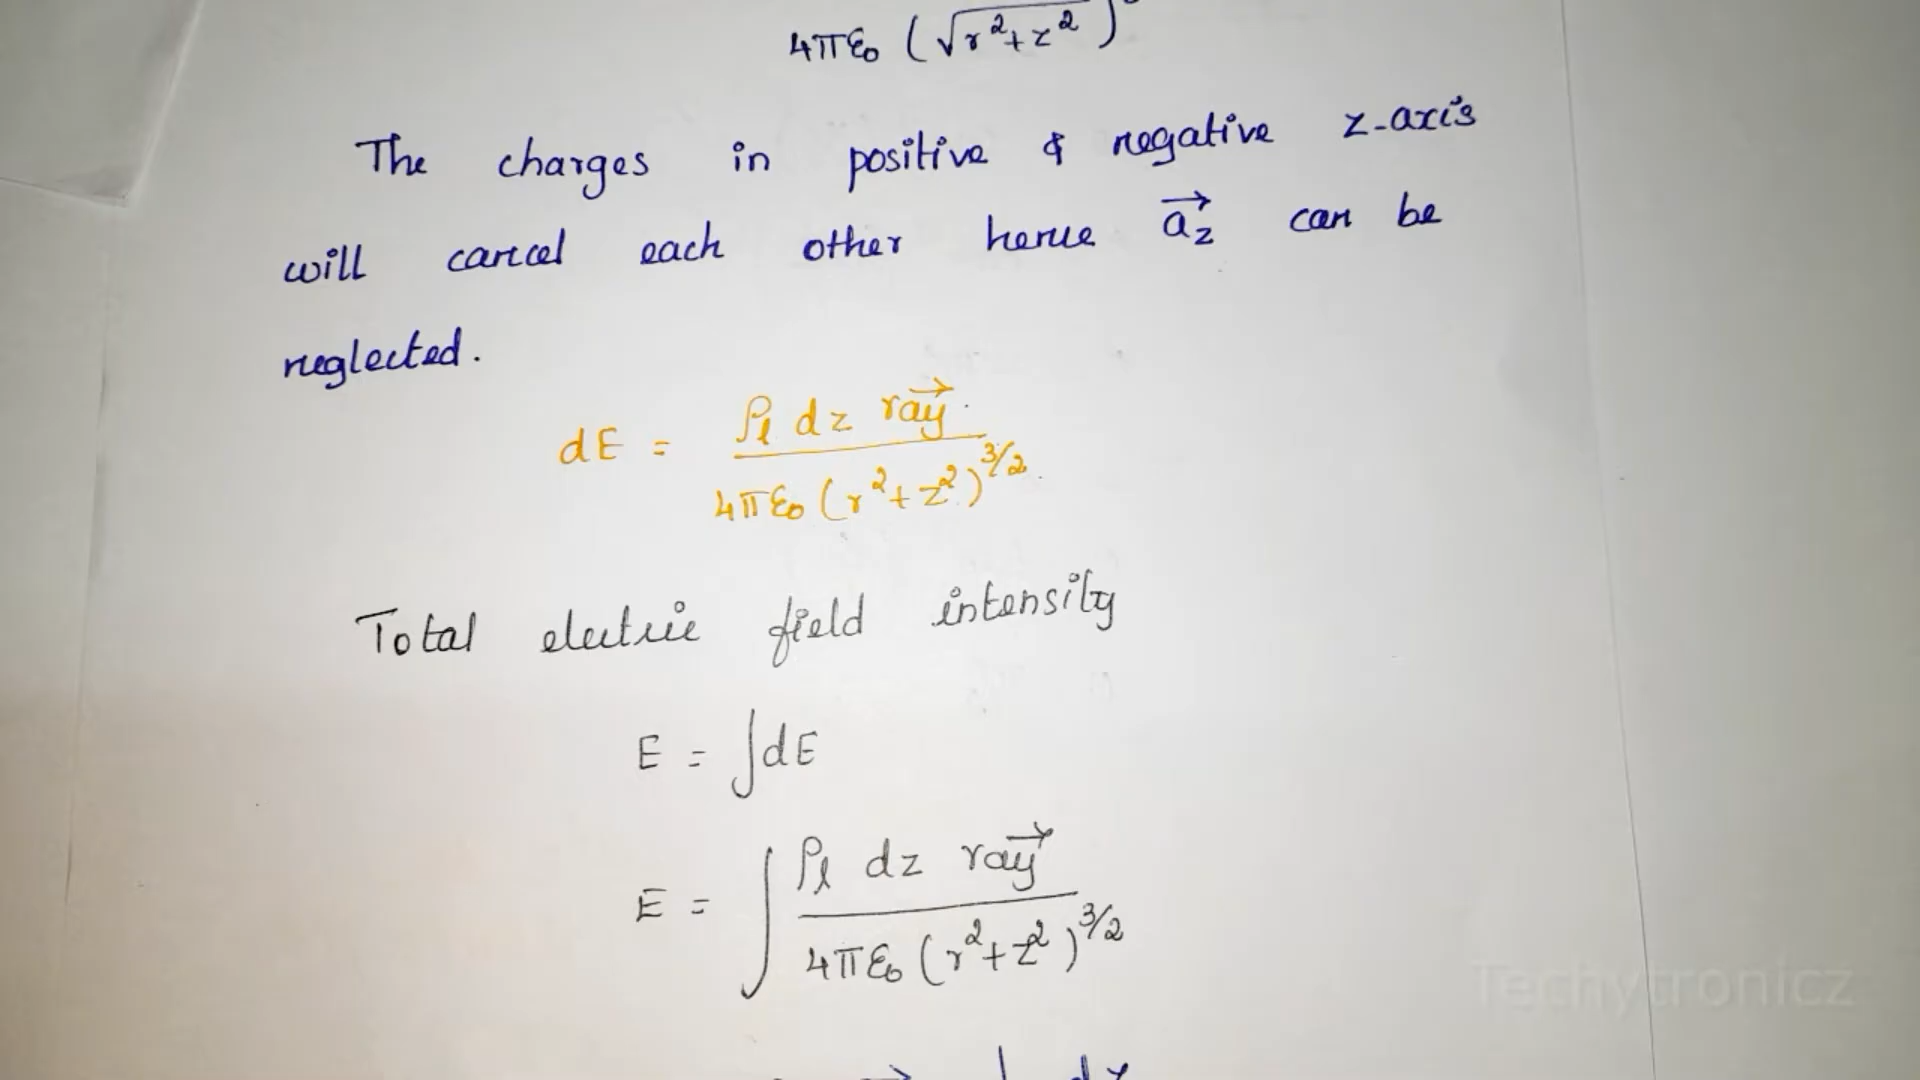 4πε₀ (√r²+z²)
The charges in positive & negative z-axis
will cancel each other hence a⃗z can be
neglected.
dE = ρl dz r a⃗y / 4πε₀ (r²+z²)^3/2
Total electric field intensity
E = ∫dE
E = ∫ ρl dz r a⃗y / 4πε₀ (r²+z²)^3/2
Techytronicz